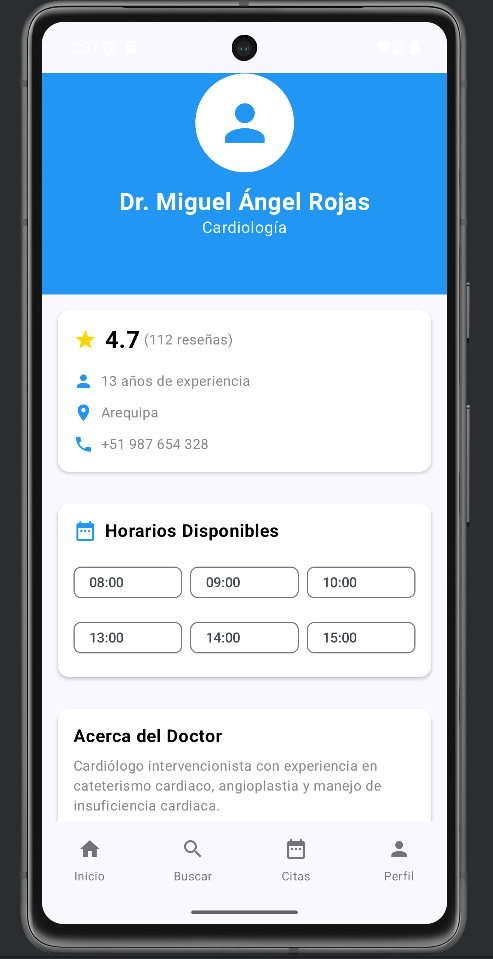 2:37
Dr. Miguel Ángel Rojas
Cardiología
4.7 (112 reseñas)
13 años de experiencia
Arequipa
+51 987 654 328
Horarios Disponibles
08:00 09:00 10:00
13:00 14:00 15:00
Acerca del Doctor
Cardiólogo intervencionista con experiencia en
cateterismo cardiaco, angioplastia y manejo de
insuficiencia cardiaca.
Inicio Buscar Citas Perfil